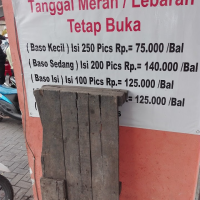 Tanggal Merah / Lebaran
Tetap Buka
( Baso Kecil ) Isi 250 Pics Rp.= 75.000 /Bal
( Baso Sedang ) Isi 200 Pics Rp.= 140.000 /Bal
( Baso Isi ) Isi 100 Pics Rp.= 125.000 /Bal
= 125.000 /Bal